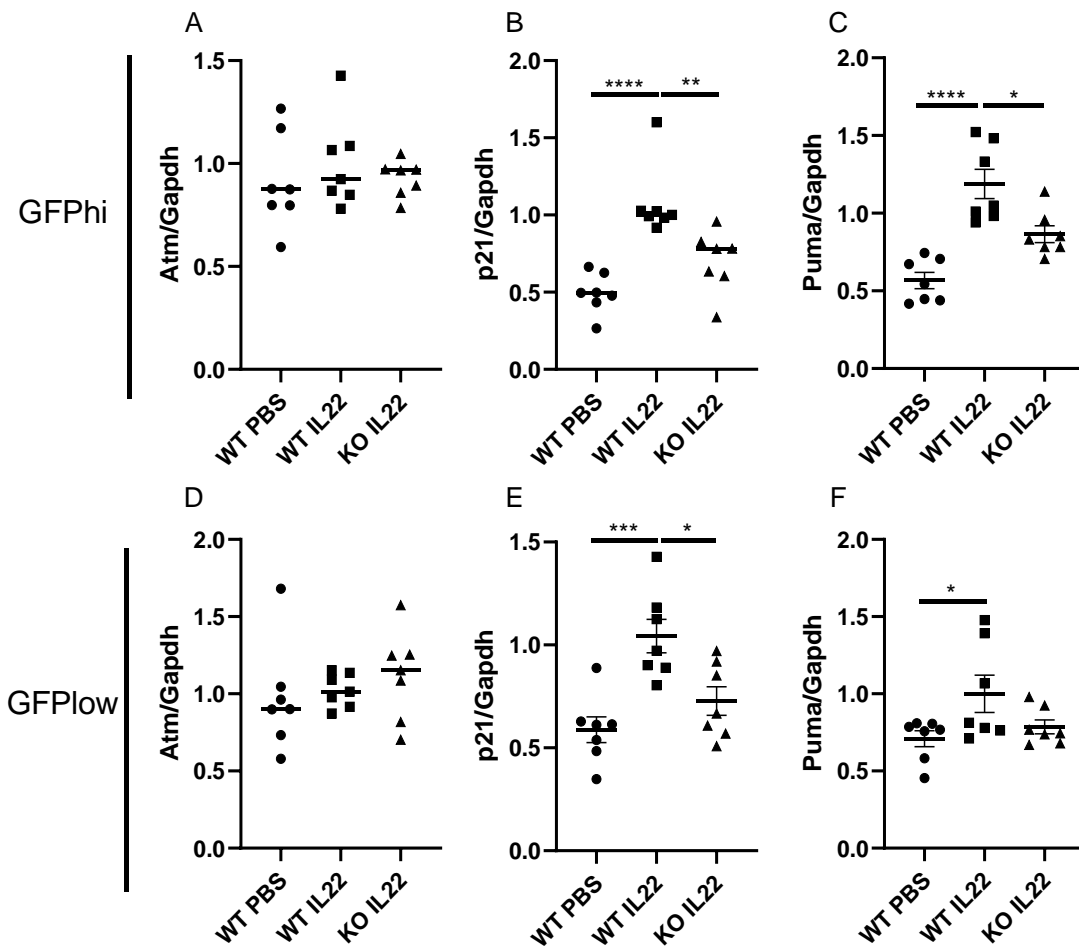 A
B
C
GFPhi
Atm/Gapdh
1.5
1.0
0.5
0.0
WT PBS
WT IL22
KO IL22
p21/Gapdh
2.0
1.5
1.0
0.5
0.0
****
**
WT PBS
WT IL22
KO IL22
Puma/Gapdh
2.0
1.5
1.0
0.5
0.0
****
*
WT PBS
WT IL22
KO IL22
D
E
F
GFPlow
Atm/Gapdh
2.0
1.5
1.0
0.5
0.0
WT PBS
WT IL22
KO IL22
p21/Gapdh
1.5
1.0
0.5
0.0
***
*
WT PBS
WT IL22
KO IL22
Puma/Gapdh
2.0
1.5
1.0
0.5
0.0
*
WT PBS
WT IL22
KO IL22